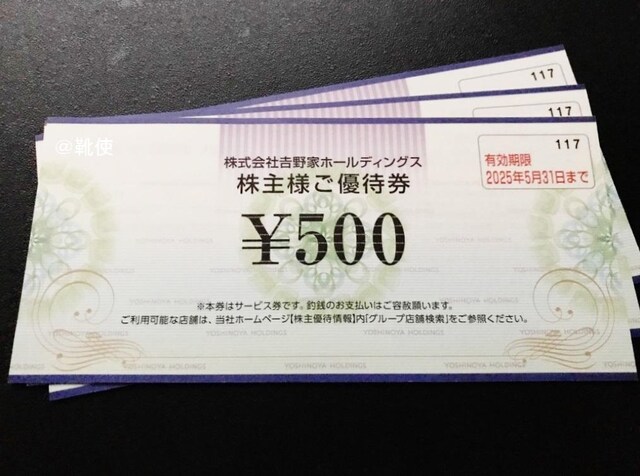 117
117
117
@靴使
有効期限
2025年5月31日まで
株式会社吉野家ホールディングス
株主様ご優待券
¥500
※本券はサービス券です。釣銭のお支払いはご容赦願います。
ご利用可能な店舗は、当社ホームページ【株主優待情報】内「グループ店舗検索」をご参照ください。
YOSHINOYA HOLDINGS
YOSHINOYA HOLDINGS
YOSHINOYA HOLDINGS